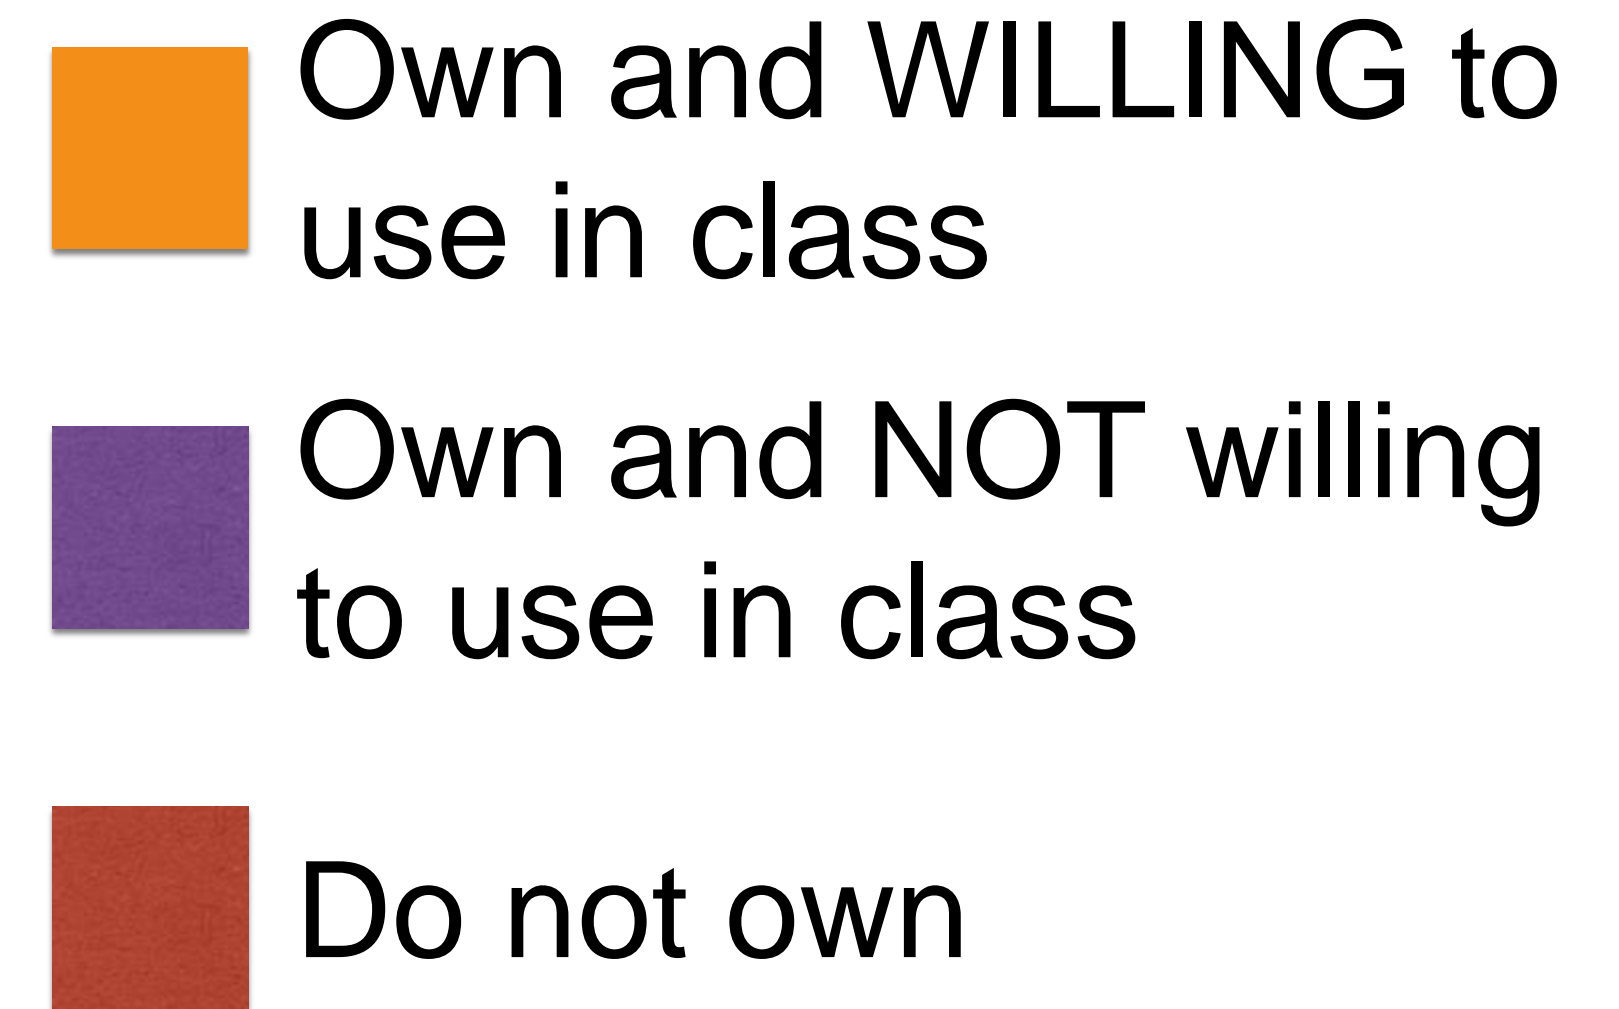 Own and WILLING to
use in class
Own and NOT willing
to use in class
Do not own